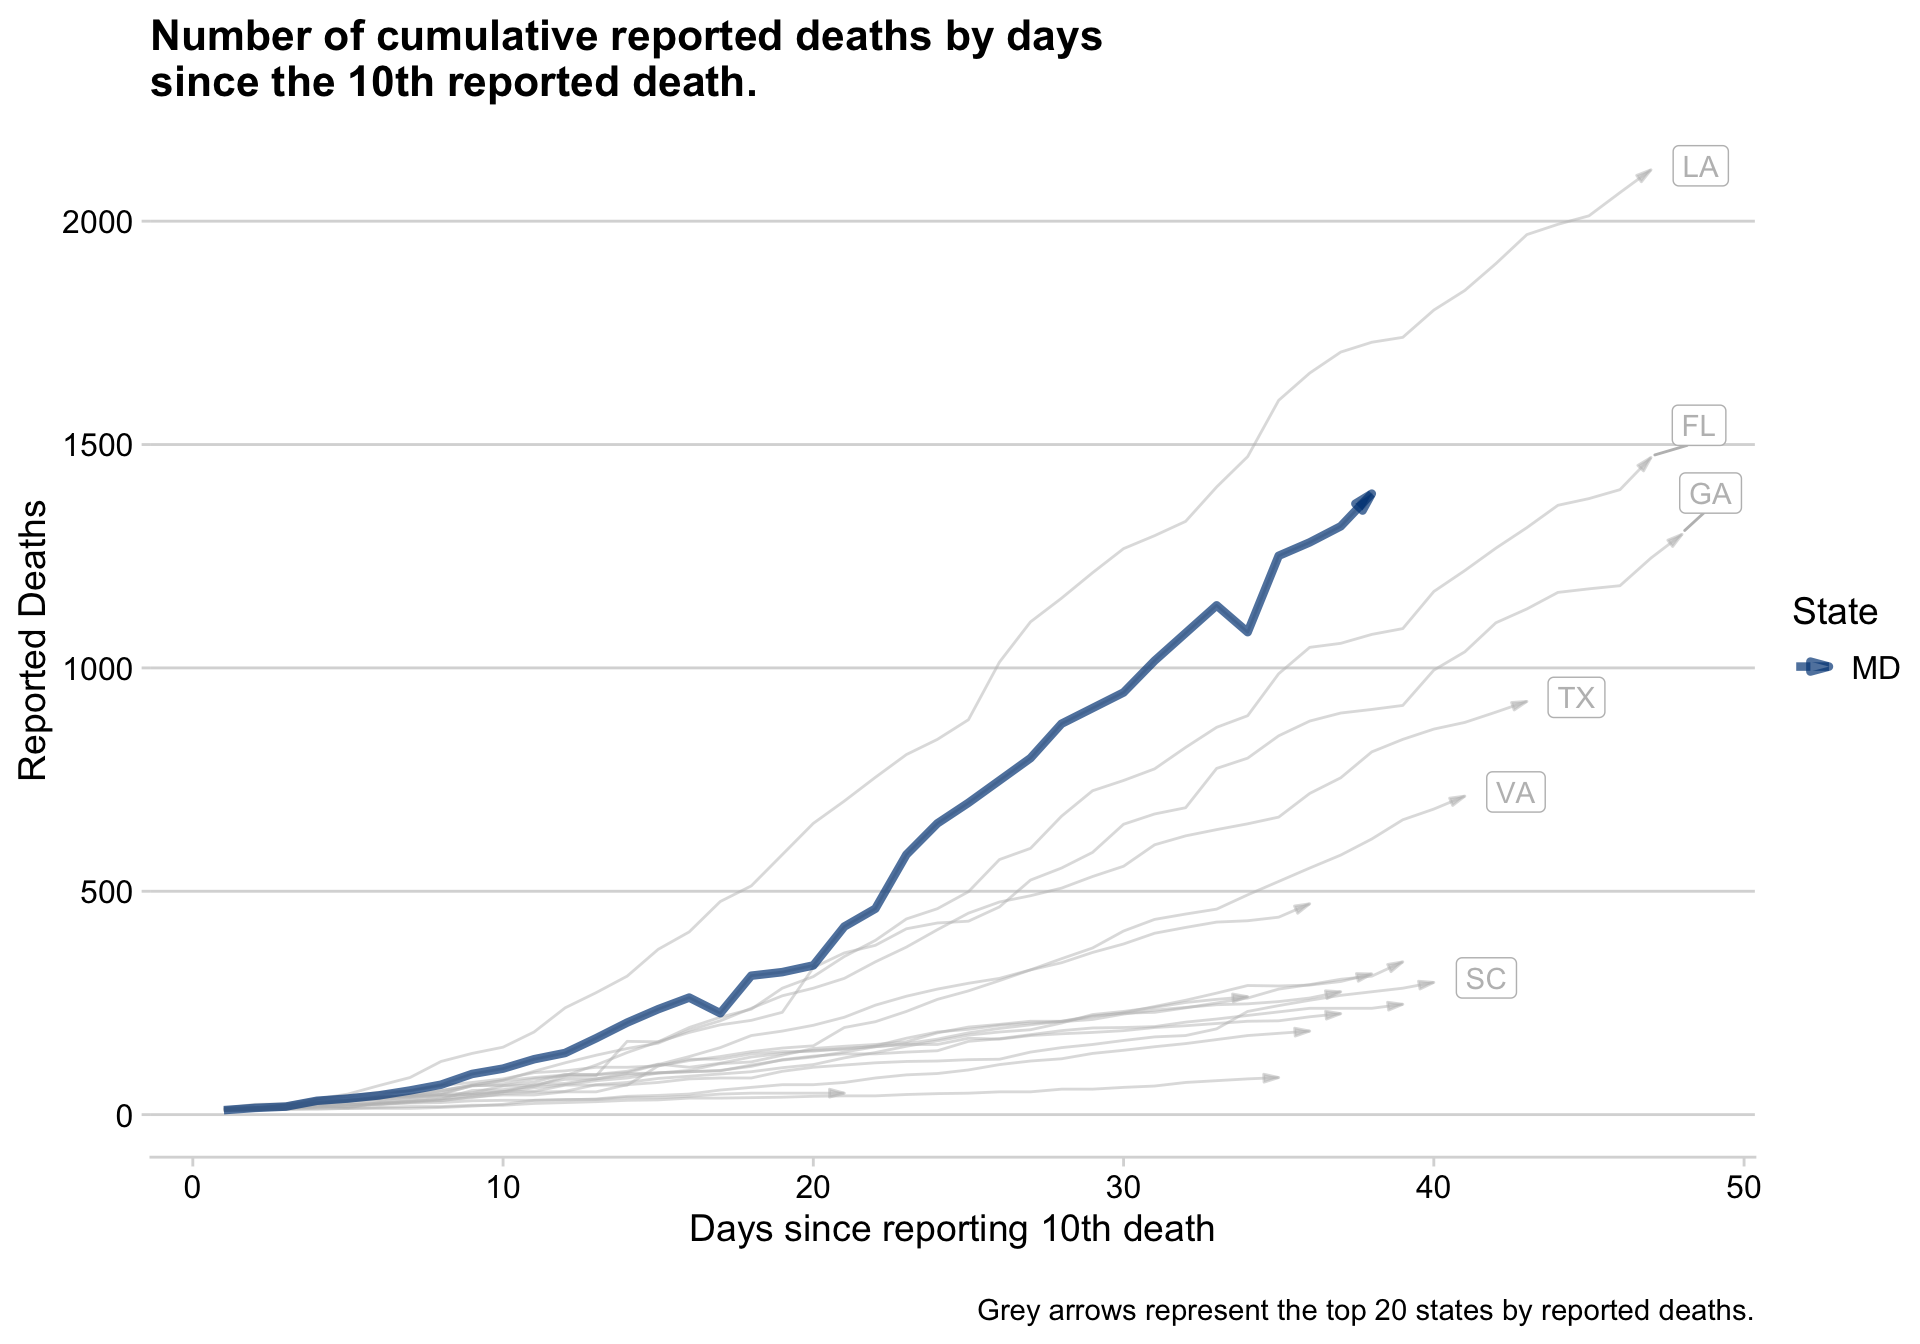 Number of cumulative reported deaths by days
since the 10th reported death.
LA
2000
FL
1500
GA
Reported Deaths
State
MD
1000
TX
VA
500
SC
0
0 10 20 30 40 50
Days since reporting 10th death
Grey arrows represent the top 20 states by reported deaths.